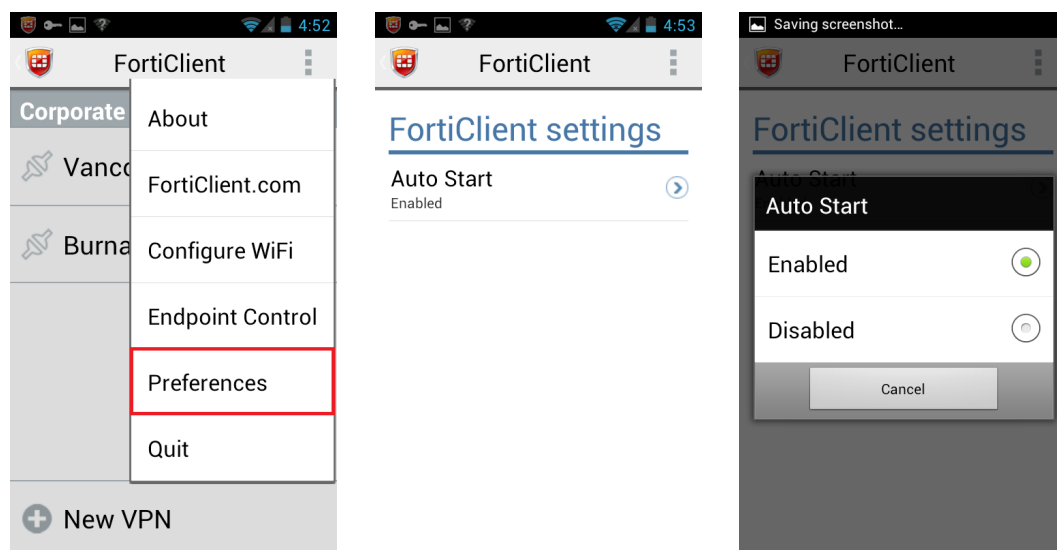 4:52
FortiClient
Corporate
About
Vanco
FortiClient.com
Burna
Configure WiFi
Endpoint Control
Preferences
Quit
New VPN
4:53
FortiClient
FortiClient settings
Auto Start
Enabled
Saving screenshot...
FortiClient
FortiClient settings
Auto Start
Auto Start
Enabled
Disabled
Cancel